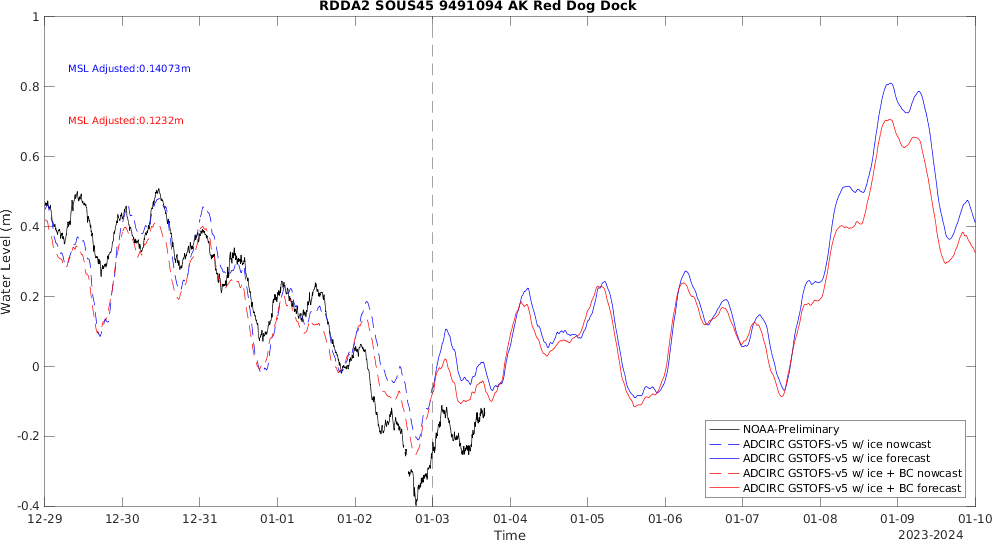 RDDA2 SOUS45 9491094 AK Red Dog Dock
1
0.8
0.6
0.4
0.2
0
-0.2
-0.4
Water Level (m)
MSL Adjusted:0.14073m
MSL Adjusted:0.1232m
NOAA-Preliminary
ADCIRC GSTOFS-v5 w/ ice nowcast
ADCIRC GSTOFS-v5 w/ ice forecast
ADCIRC GSTOFS-v5 w/ ice + BC nowcast
ADCIRC GSTOFS-v5 w/ ice + BC forecast
12-29 12-30 12-31 01-01 01-02 01-03 01-04 01-05 01-06 01-07 01-08 01-09 01-10
Time
2023-2024